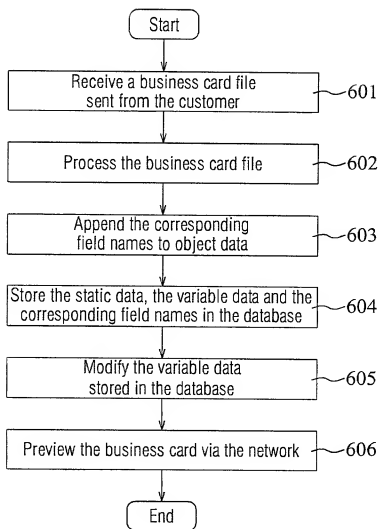 Start
Receive a business card file
sent from the customer
601
Process the business card file
602
Append the corresponding
field names to object data
603
Store the static data, the variable data and the
corresponding field names in the database
604
Modify the variable data
stored in the database
605
Preview the business card via the network
606
End